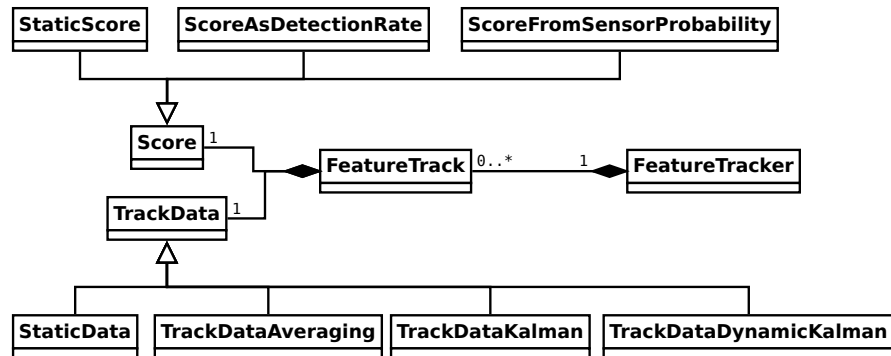 StaticScore
ScoreAsDetectionRate
ScoreFromSensorProbability
Score
1
FeatureTrack
0..*
1
FeatureTracker
TrackData
1
StaticData
TrackDataAveraging
TrackDataKalman
TrackDataDynamicKalman